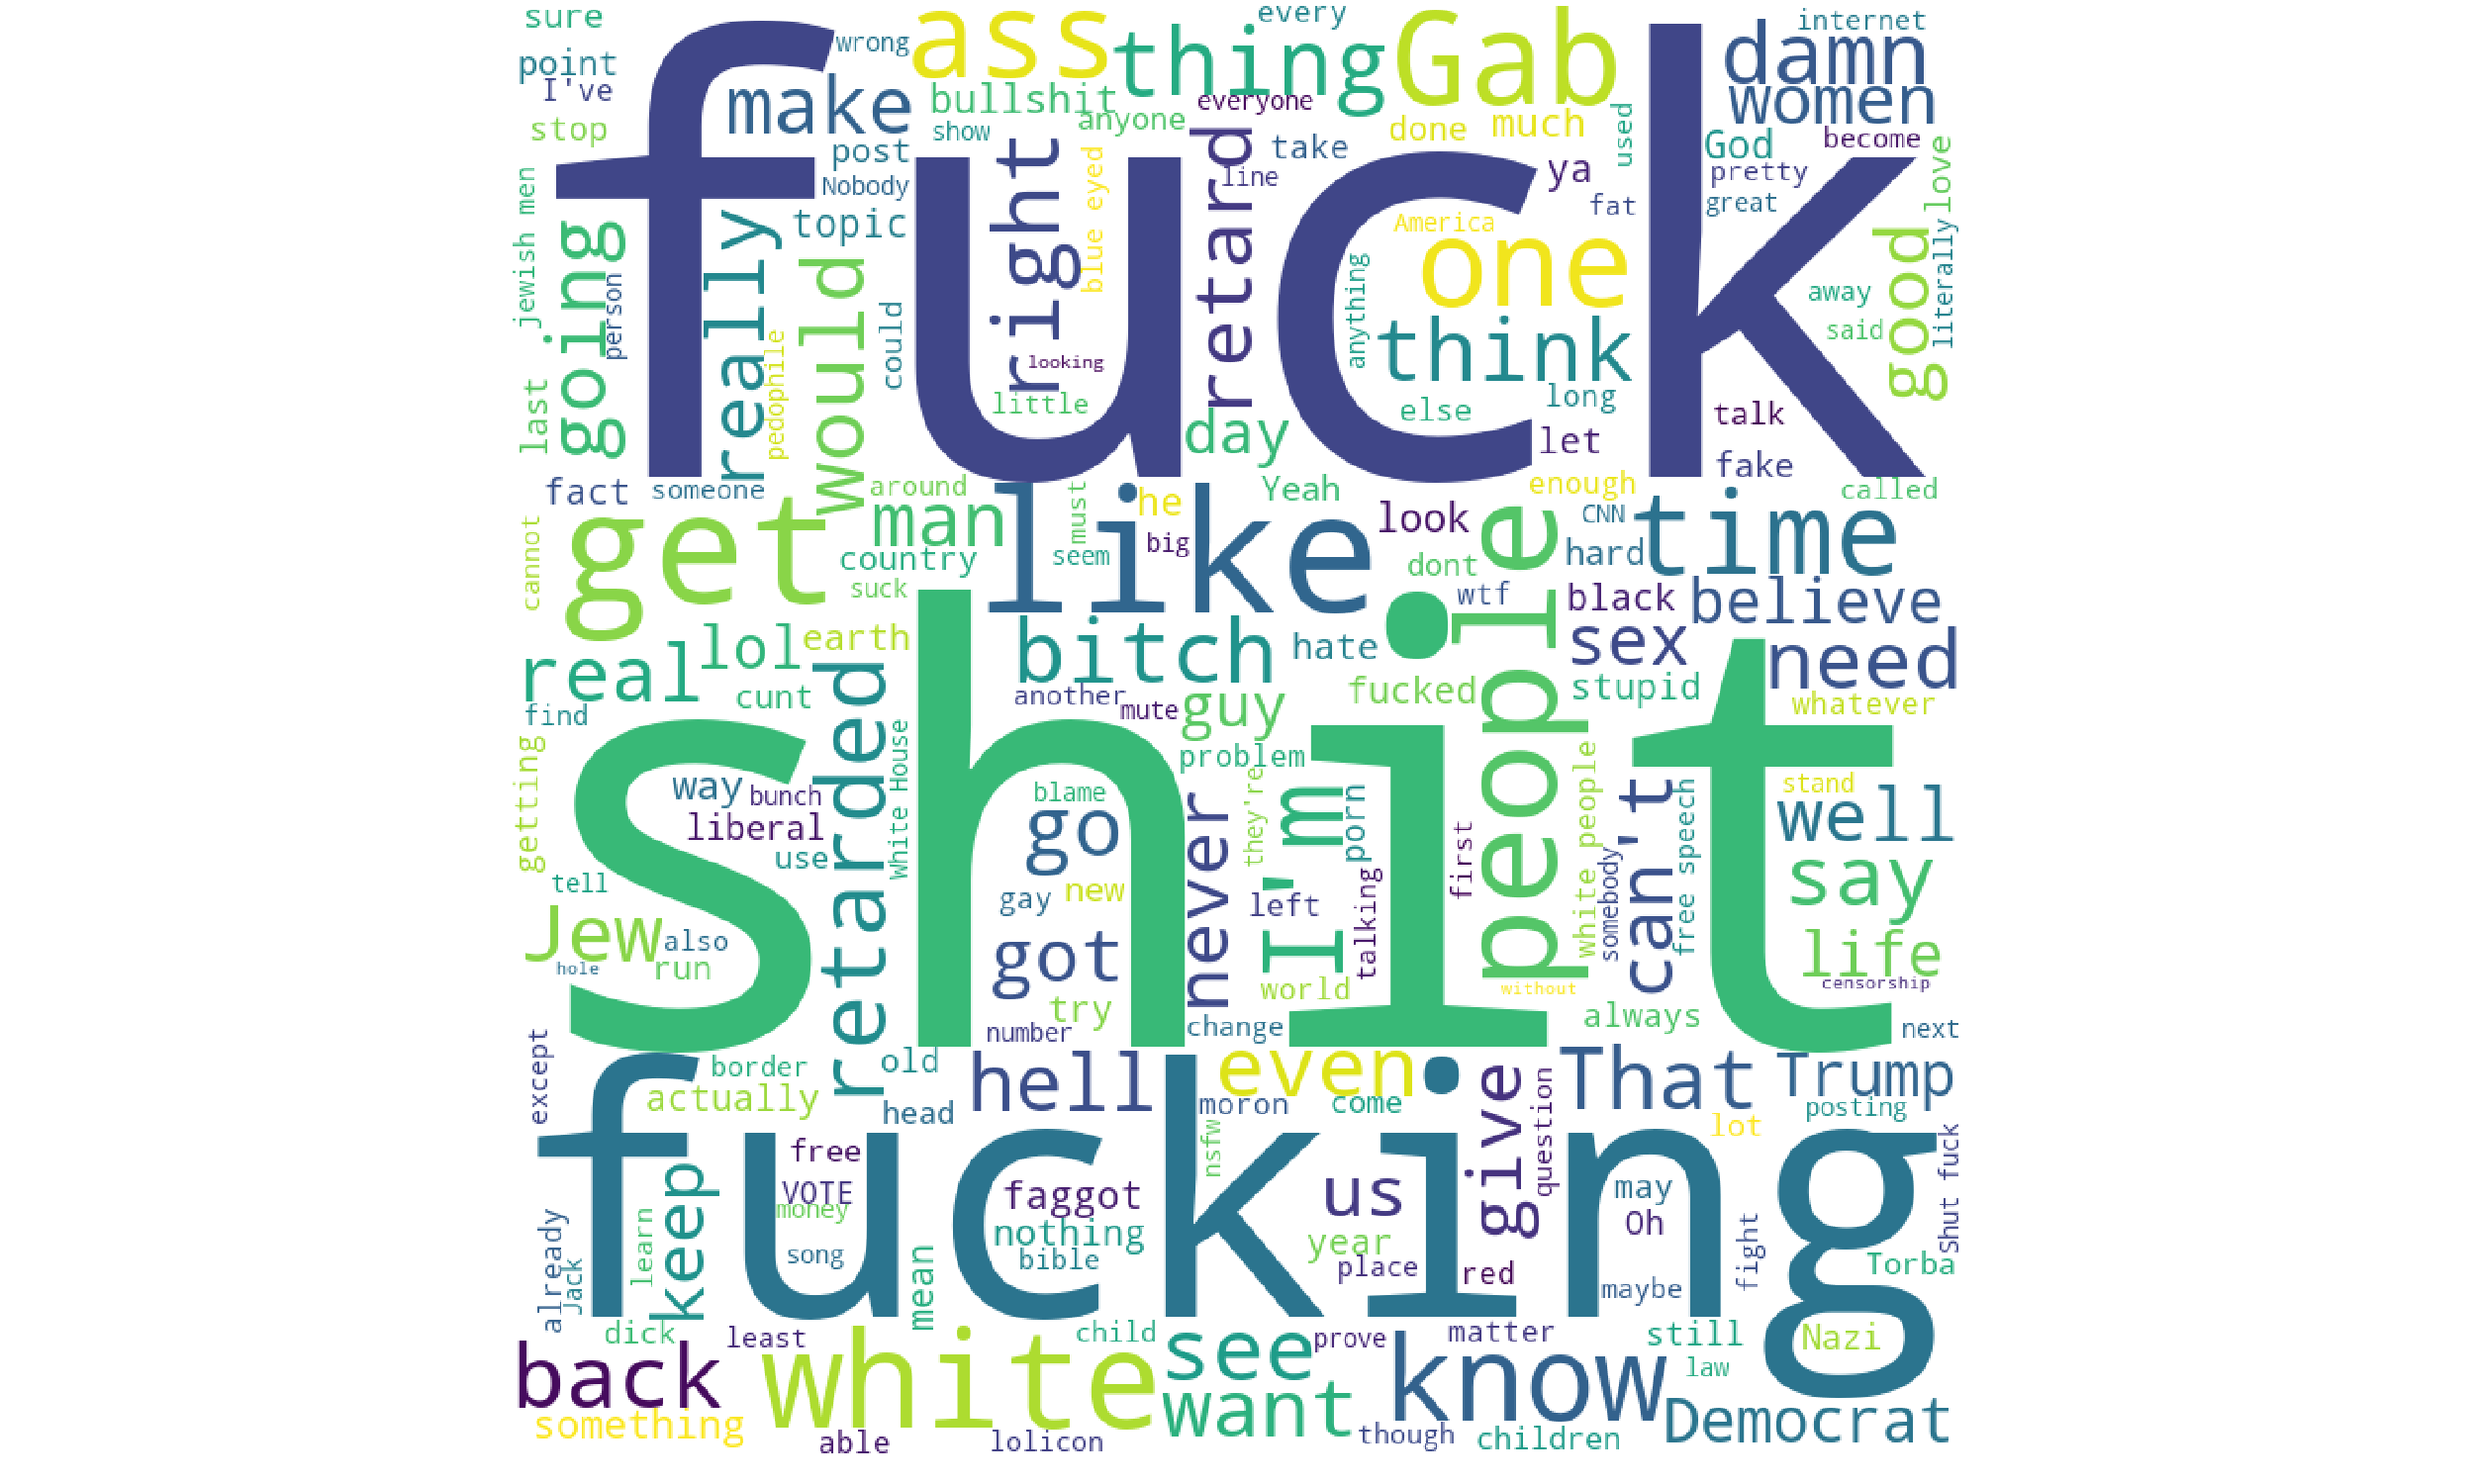 sure
wrong
ass
every
thing
Gab
internet
damn
point
I've
make
bullshit
everyone
women
stop
show
anyone
done
much
used
God
become
fuck
post
take
ya
pretty
love
Nobody
line
fat
great
jewish men
going
really
topic
right
blue eyed
retard
America
one
good
literally
person
would
could
anything
think
away
said
last
pedophile
looking
little
day
else
long
let
talk
fake
fact
someone
around
like
must
he
Yeah
look
enough
CNN
time
called
cannot
get
man
country
seem
big
dont
people
hard
suck
wtf
black
believe
real
lol
earth
bitch
hate
sex
need
cunt
another
mute
guy
fucked
stupid
whatever
find
shit
getting
retarded
White House
problem
way
bunch
liberal
use
blame
go
never
they're
I'm
porn
first
white people
somebody
can't
free speech
stand
well
tell
gay
new
left
talking
say
Jew
also
hole
run
got
try
world
without
life
censorship
number
change
always
next
except
border
actually
old
head
hell
even
moron
come
give
question
That
Trump
lot
posting
fucking
keep
free
VOTE
money
song
faggot
nothing
bible
nsfw
us
year
place
red
may
Oh
maybe
fight
Torba
Shut fuck
already
Jack
learn
mean
dick
least
child
prove
matter
still
Nazi
law
back
white
see
want
know
Democrat
something
able
lolicon
though
children